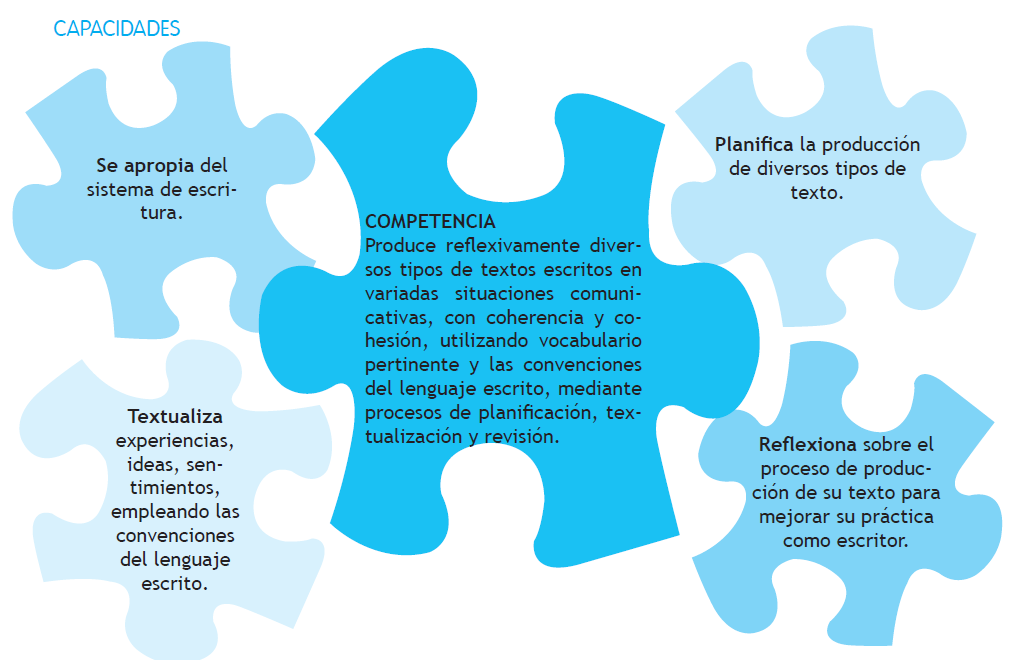 CAPACIDADES
Se apropia del
sistema de escri-
tura.
Planifica la producción
de diversos tipos de
texto.
COMPETENCIA
Produce reflexivamente diver-
sos tipos de textos escritos en
variadas situaciones comuni-
cativas, con coherencia y co-
hesión, utilizando vocabulario
pertinente y las convenciones
del lenguaje escrito, mediante
procesos de planificación, tex-
tualización y revisión.
Textualiza
experiencias,
ideas, sen-
timientos,
empleando las
convenciones
del lenguaje
escrito.
Reflexiona sobre el
proceso de produc-
ción de su texto para
mejorar su práctica
como escritor.